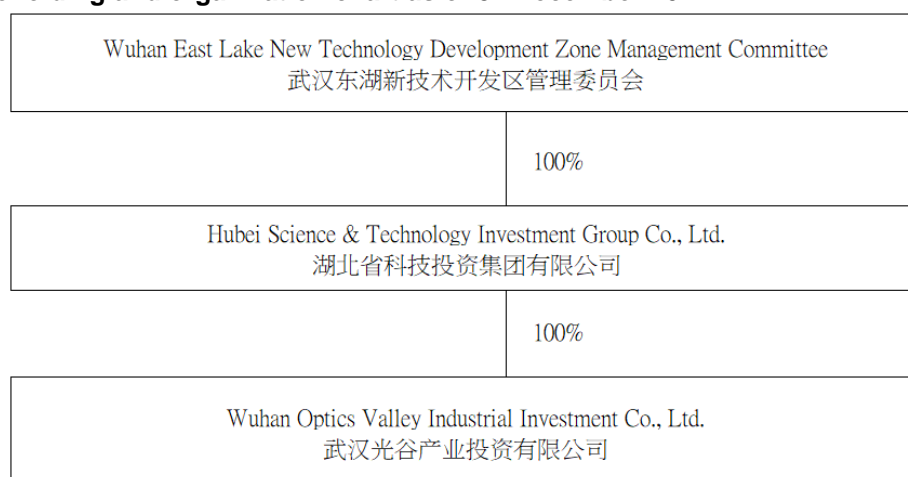 Wuhan East Lake New Technology Development Zone Management Committee
武汉东湖新技术开发区管理委员会
100%
Hubei Science & Technology Investment Group Co., Ltd.
湖北省科技投资集团有限公司
100%
Wuhan Optics Valley Industrial Investment Co., Ltd.
武汉光谷产业投资有限公司